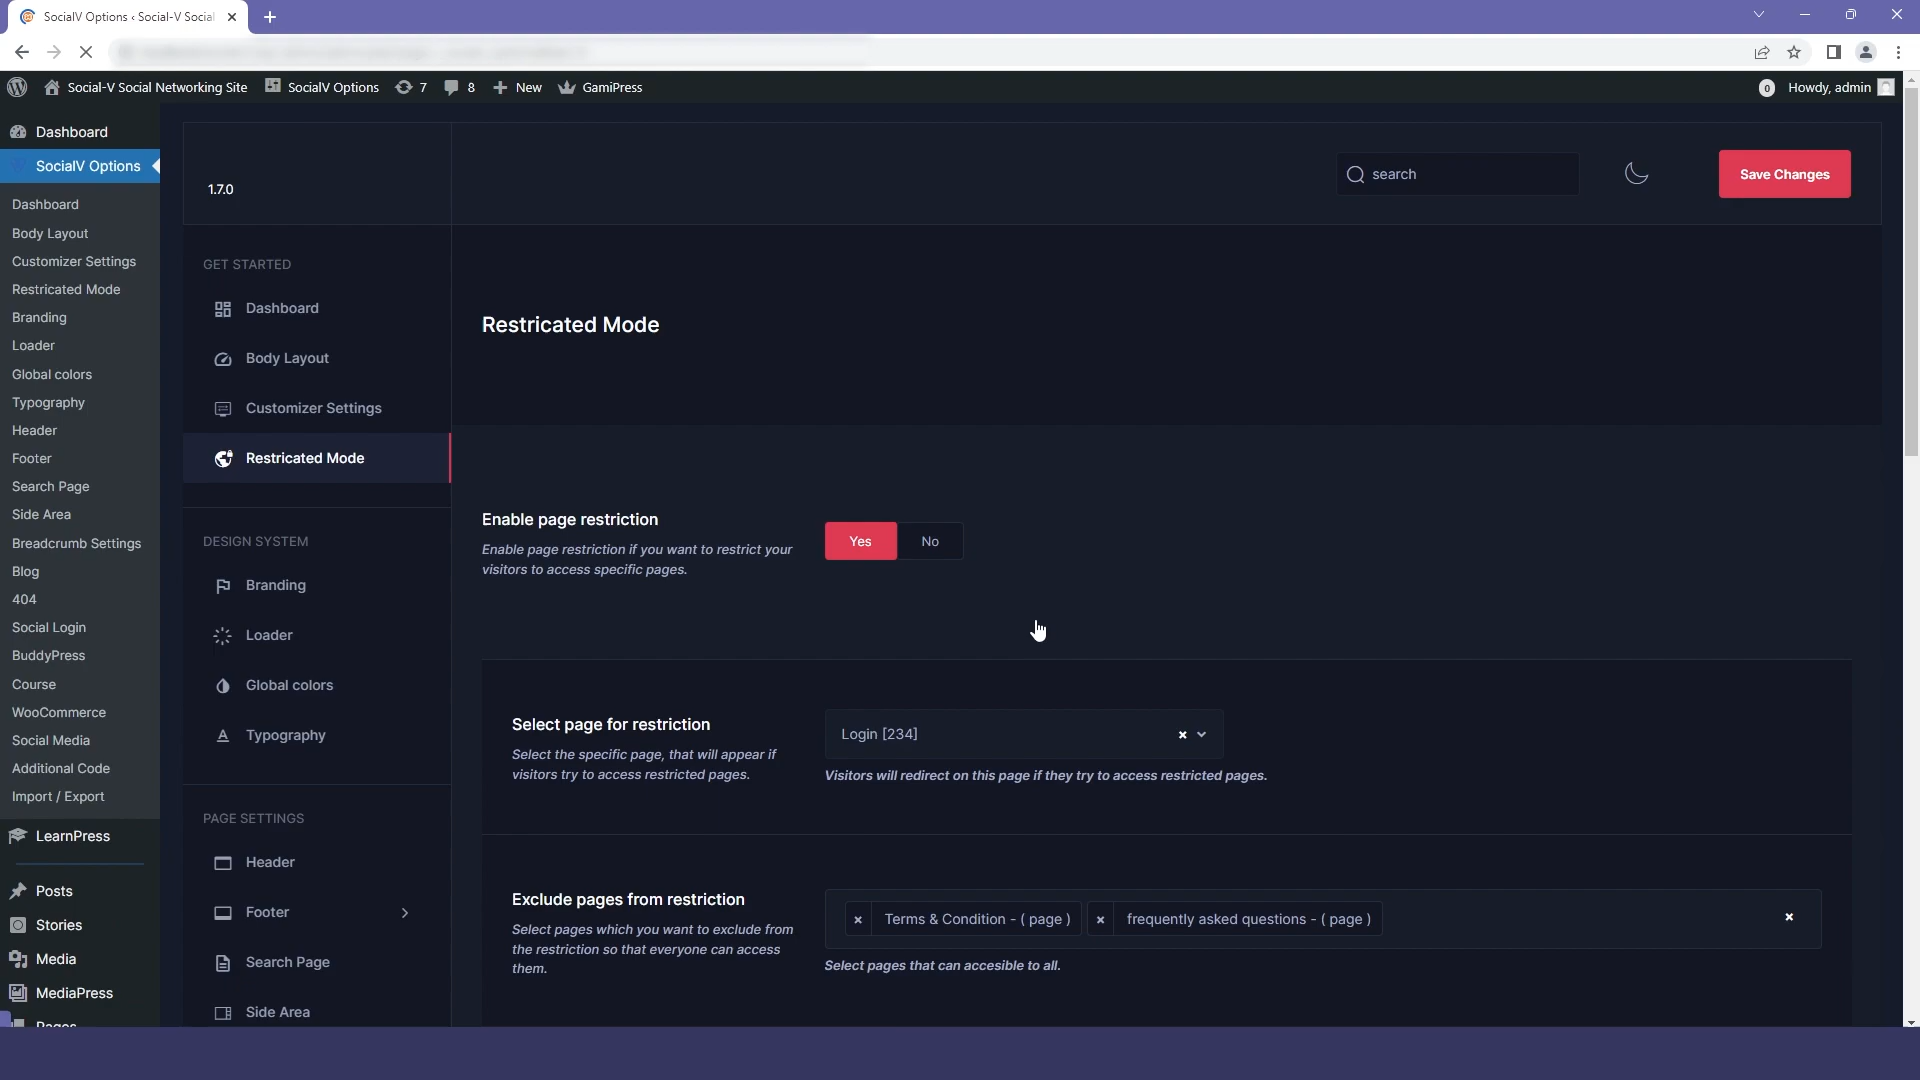 SocialV Options ‹ Social-V Social
Social-V Social Networking Site
SocialV Options
7
8
New
GamiPress
0
Howdy, admin
Dashboard
SocialV Options
Dashboard
Body Layout
Customizer Settings
Restricated Mode
Branding
Loader
Global colors
Typography
Header
Footer
Search Page
Side Area
Breadcrumb Settings
Blog
404
Social Login
BuddyPress
Course
WooCommerce
Social Media
Additional Code
Import / Export
LearnPress
Posts
Stories
Media
MediaPress
Pages
1.7.0
search
Save Changes
GET STARTED
Dashboard
Body Layout
Customizer Settings
Restricated Mode
DESIGN SYSTEM
Branding
Loader
Global colors
Typography
PAGE SETTINGS
Header
Footer
Search Page
Side Area
Restricated Mode
Enable page restriction
Enable page restriction if you want to restrict your
visitors to access specific pages.
Yes
No
Select page for restriction
Select the specific page, that will appear if
visitors try to access restricted pages.
Login [234]
Visitors will redirect on this page if they try to access restricted pages.
Exclude pages from restriction
Select pages which you want to exclude from
the restriction so that everyone can access
them.
Terms & Condition - ( page )
frequently asked questions - ( page )
Select pages that can accesible to all.